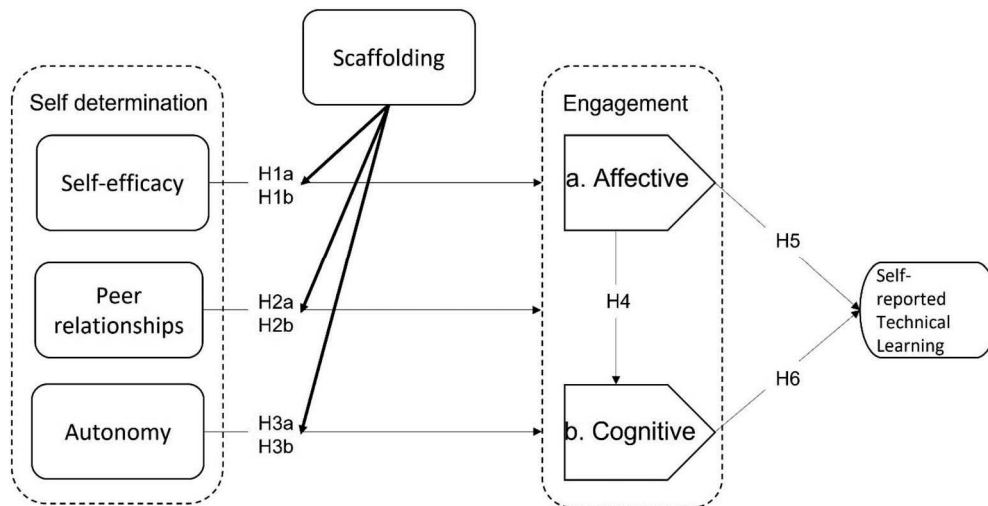 Scaffolding
Self determination
Engagement
Self-efficacy
H1a
H1b
a. Affective
H5
Peer
relationships
H2a
H2b
H4
Self-
reported
Technical
Learning
Autonomy
H3a
H3b
b. Cognitive
H6